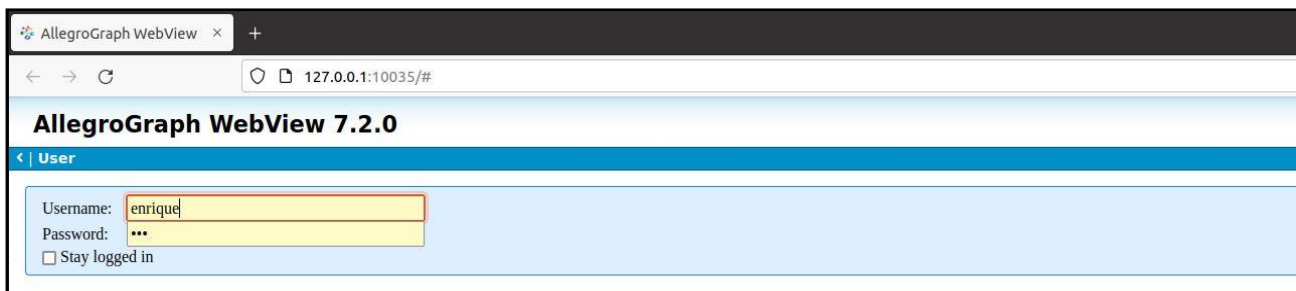 AllegroGraph WebView × +
127.0.0.1:10035/#
AllegroGraph WebView 7.2.0
< | User
Username: enrique
Password: •••
Stay logged in